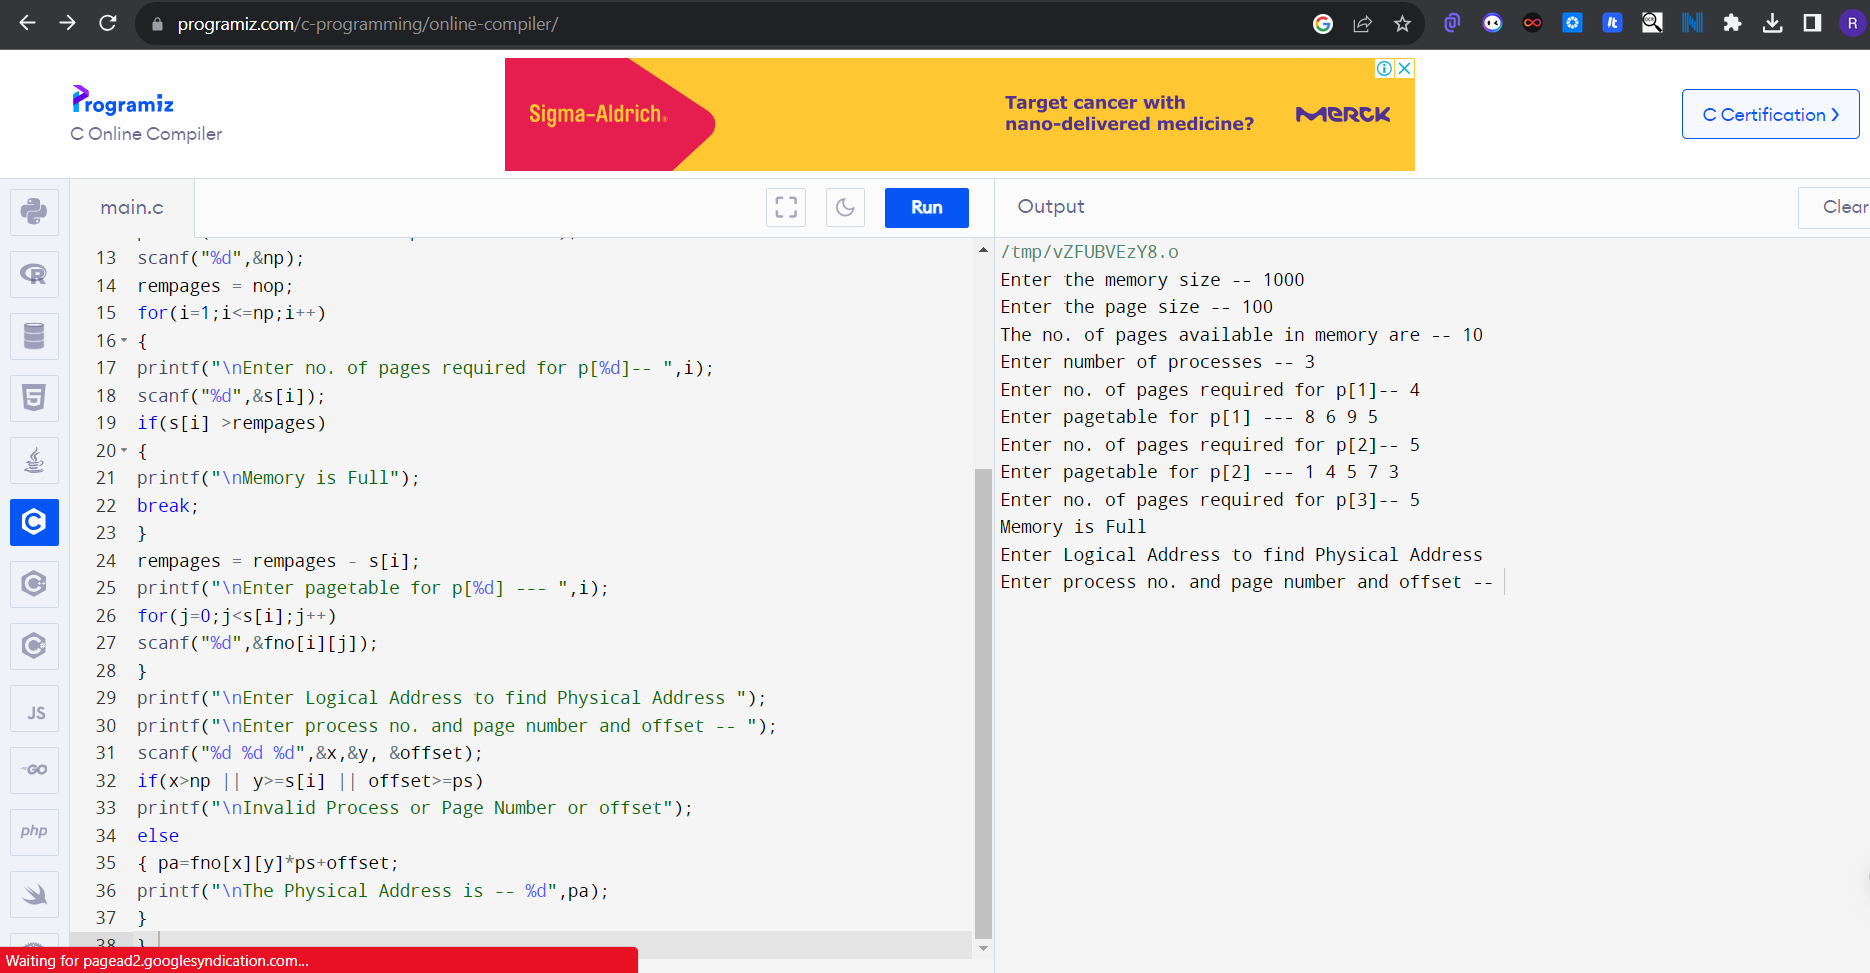 programiz.com/c-programming/online-compiler/
R
Programiz
C Online Compiler
Sigma-Aldrich®
Target cancer with
nano-delivered medicine?
MERCK
C Certification
main.c
Run
Output
Clear
13 scanf("%d",&np);
14 rempages = nop;
15 for(i=1;i<=np;i++)
16 {
17 printf("\nEnter no. of pages required for p[%d]-- ",i);
18 scanf("%d",&s[i]);
19 if(s[i] >rempages)
20 {
21 printf("\nMemory is Full");
22 break;
23 }
24 rempages = rempages - s[i];
25 printf("\nEnter pagetable for p[%d] --- ",i);
26 for(j=0;j<s[i];j++)
27 scanf("%d",&fno[i][j]);
28 }
29 printf("\nEnter Logical Address to find Physical Address ");
30 printf("\nEnter process no. and page number and offset -- ");
31 scanf("%d %d %d",&x,&y, &offset);
32 if(x>np || y>=s[i] || offset>=ps)
33 printf("\nInvalid Process or Page Number or offset");
34 else
35 { pa=fno[x][y]*ps+offset;
36 printf("\nThe Physical Address is -- %d",pa);
37 }
38 }
/tmp/vZFUBVEzY8.o
Enter the memory size -- 1000
Enter the page size -- 100
The no. of pages available in memory are -- 10
Enter number of processes -- 3
Enter no. of pages required for p[1]-- 4
Enter pagetable for p[1] --- 8 6 9 5
Enter no. of pages required for p[2]-- 5
Enter pagetable for p[2] --- 1 4 5 7 3
Enter no. of pages required for p[3]-- 5
Memory is Full
Enter Logical Address to find Physical Address
Enter process no. and page number and offset --
JS
GO
php
Waiting for pagead2.googlesyndication.com...